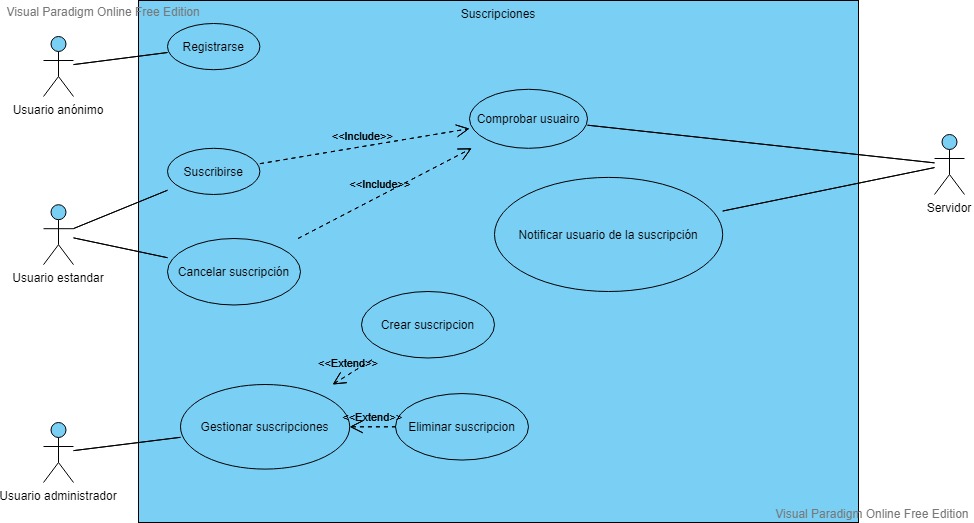 Visual Paradigm Online Free Edition
Suscripciones
Registrarse
Usuario anónimo
Comprobar usuairo
<<Include>>
Suscribirse
<<Include>>
Servidor
Notificar usuario de la suscripción
Usuario estandar
Cancelar suscripción
Crear suscripcion
<<Extend>>
<<Extend>>
Gestionar suscripciones
Eliminar suscripcion
Usuario administrador
Visual Paradigm Online Free Edition